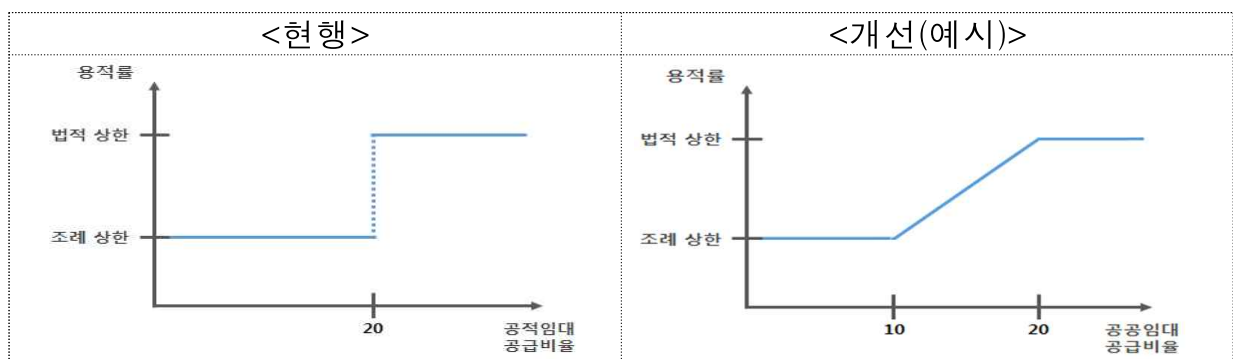 <현행>
용적률
법적 상한
조례 상한
20
공적임대
공급비율
<개선(예시)>
용적률
법적 상한
조례 상한
10
20
공공임대
공급비율